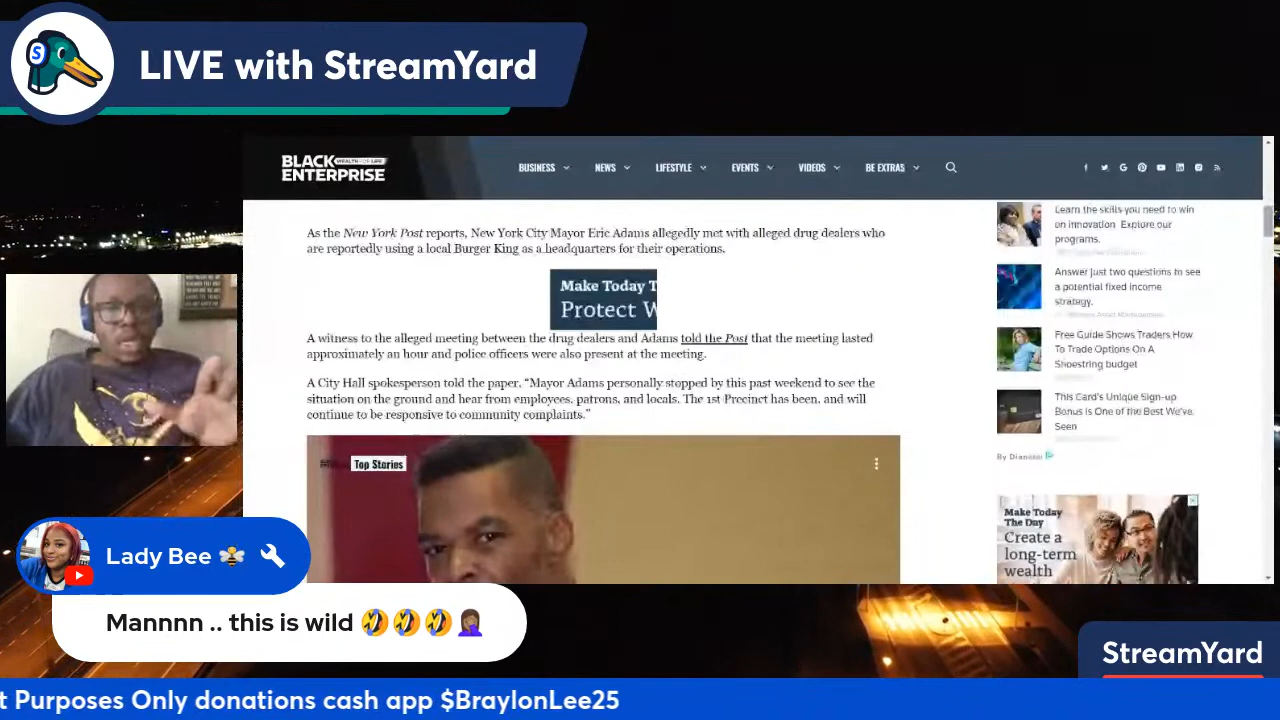 S
LIVE with StreamYard
BLACK
WEALTH FOR LIFE
ENTERPRISE
BUSINESS
NEWS
LIFESTYLE
EVENTS
VIDEOS
BE EXTRAS
As the New York Post reports, New York City Mayor Eric Adams allegedly met with alleged drug dealers who
are reportedly using a local Burger King as a headquarters for their operations.
Make Today T
Protect W
A witness to the alleged meeting between the drug dealers and Adams told the Post that the meeting lasted
approximately an hour and police officers were also present at the meeting.
A City Hall spokesperson told the paper, “Mayor Adams personally stopped by this past weekend to see the
situation on the ground and hear from employees, patrons, and locals. The 1st Precinct has been, and will
continue to be responsive to community complaints.”
Top Stories
Learn the skills you need to win
on innovation Explore our
programs.
Answer just two questions to see
a potential fixed income
strategy.
Free Guide Shows Traders How
To Trade Options On A
Shoestring budget
This Card's Unique Sign-up
Bonus is One of the Best We've
Seen
By Dianomi
Make Today
The Day
Create a
long-term
wealth
Lady Bee 🐝
Mannnn .. this is wild 🤣🤣🤣🤦🏾‍♀️
StreamYard
t Purposes Only donations cash app $BraylonLee25